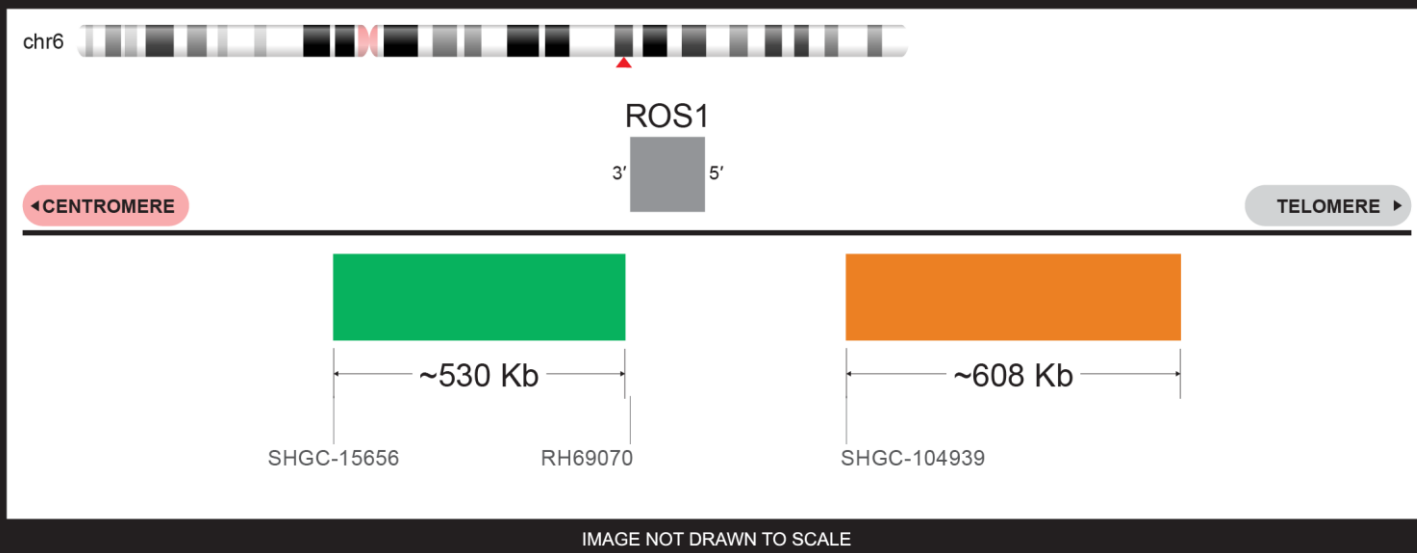 chr6
ROS1
3′ 5′
CENTROMERE TELOMERE
~530 Kb ~608 Kb
SHGC-15656 RH69070 SHGC-104939
IMAGE NOT DRAWN TO SCALE